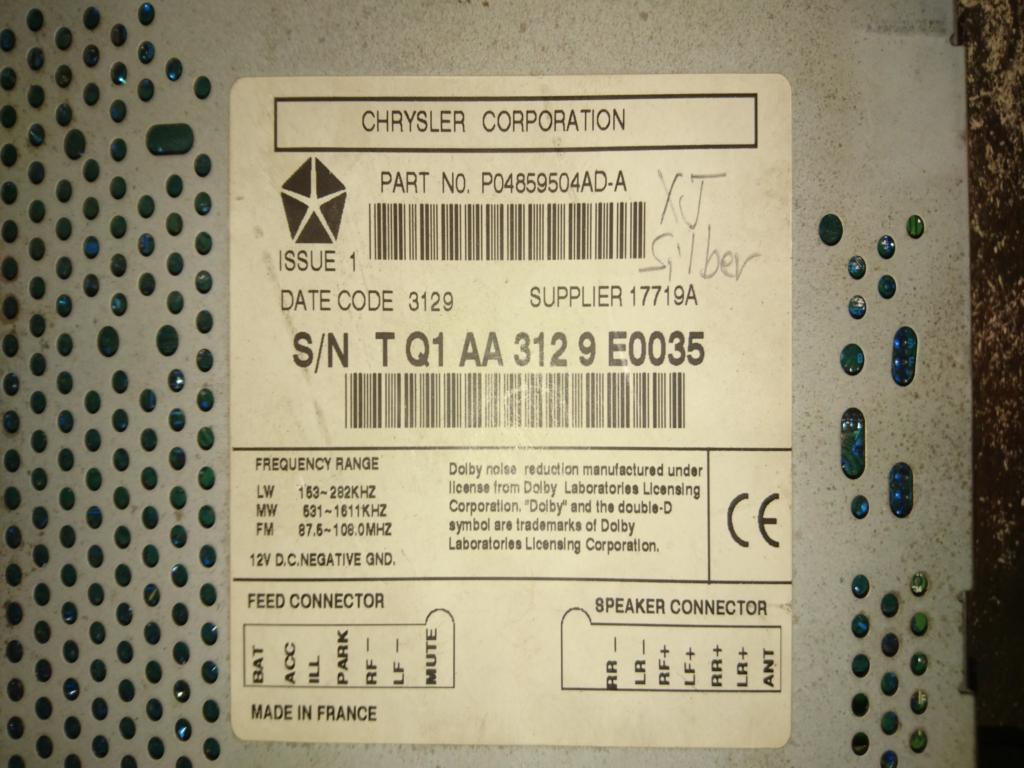 CHRYSLER CORPORATION
PART NO. P04859504AD-A
XJ
Silber
ISSUE 1
DATE CODE 3129 SUPPLIER 17719A
S/N T Q1 AA 312 9 E0035
FREQUENCY RANGE
LW 153~282KHZ
MW 531~1611KHZ
FM 87.5~108.0MHZ
12V D.C.NEGATIVE GND.
Dolby noise reduction manufactured under
license from Dolby Laboratories Licensing
Corporation. "Dolby" and the double-D
symbol are trademarks of Dolby
Laboratories Licensing Corporation.
CE
FEED CONNECTOR
BAT
ACC
ILL
PARK
RF -
LF -
MUTE
SPEAKER CONNECTOR
RR -
LR -
RF+
LF+
RR+
LR+
ANT
MADE IN FRANCE